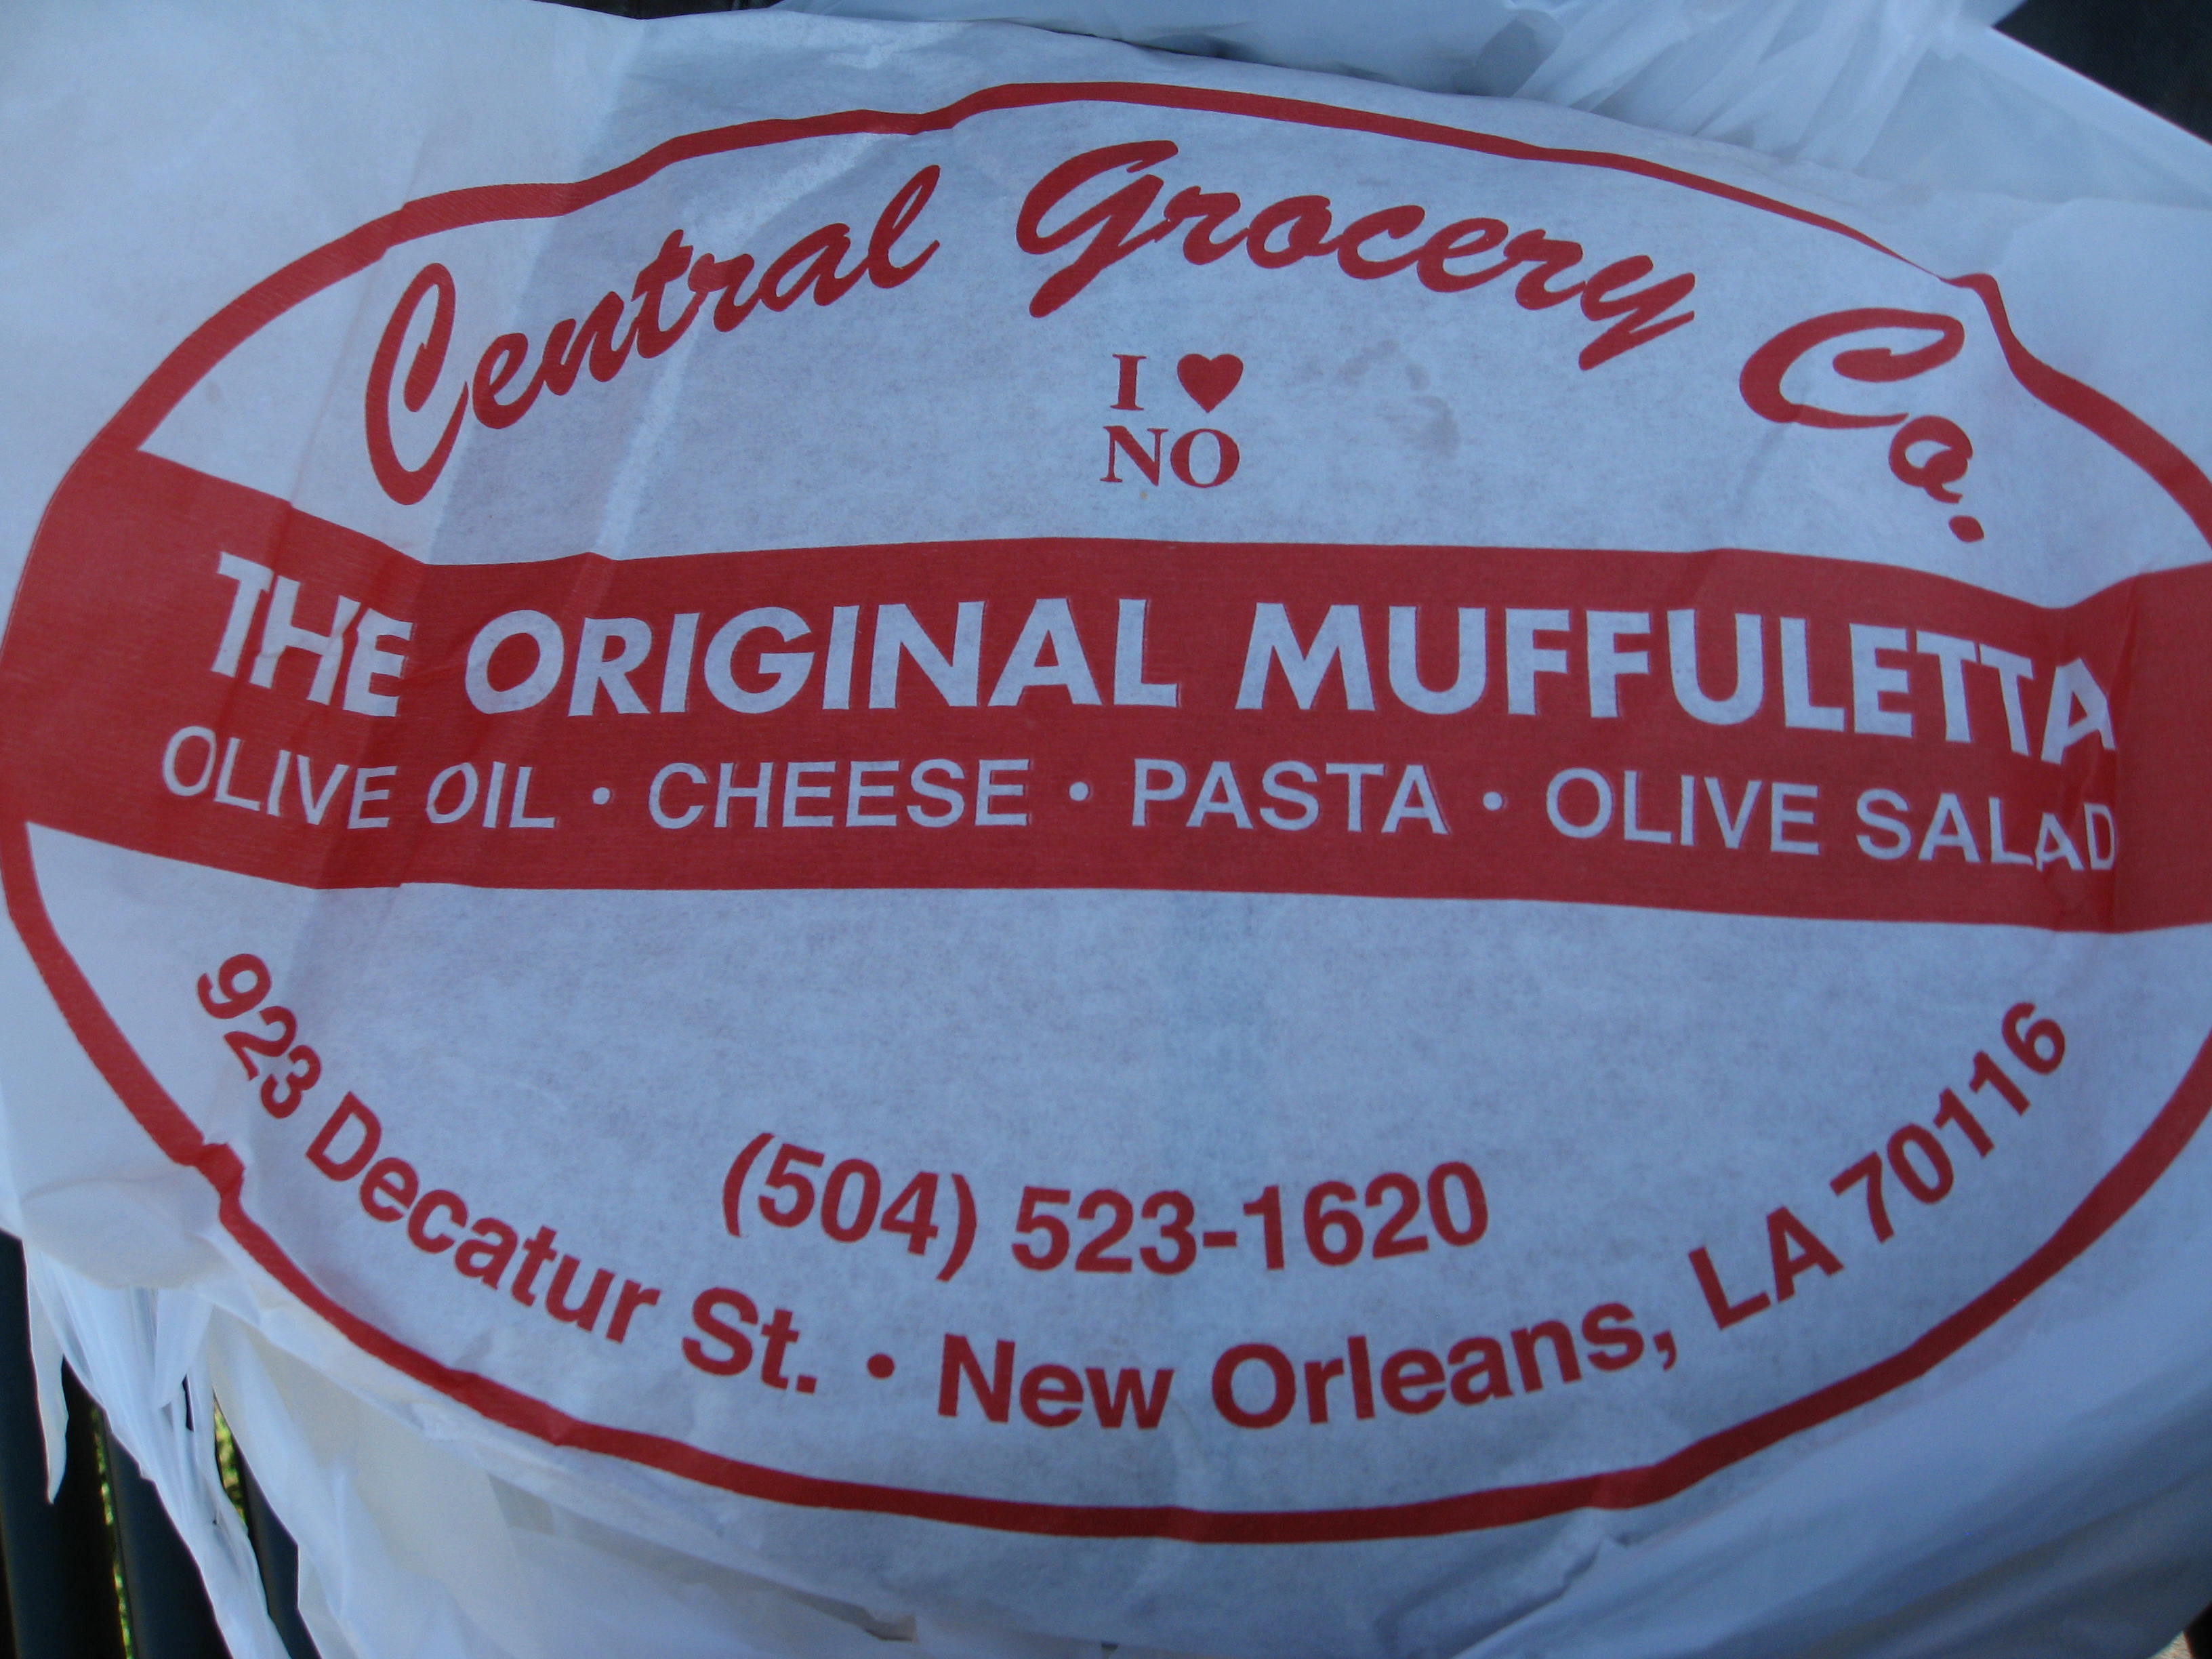 Central Grocery Co.
I ♥
NO
THE ORIGINAL MUFFULETTA
OLIVE OIL • CHEESE • PASTA • OLIVE SALAD
(504) 523-1620
923 Decatur St. • New Orleans, LA 70116